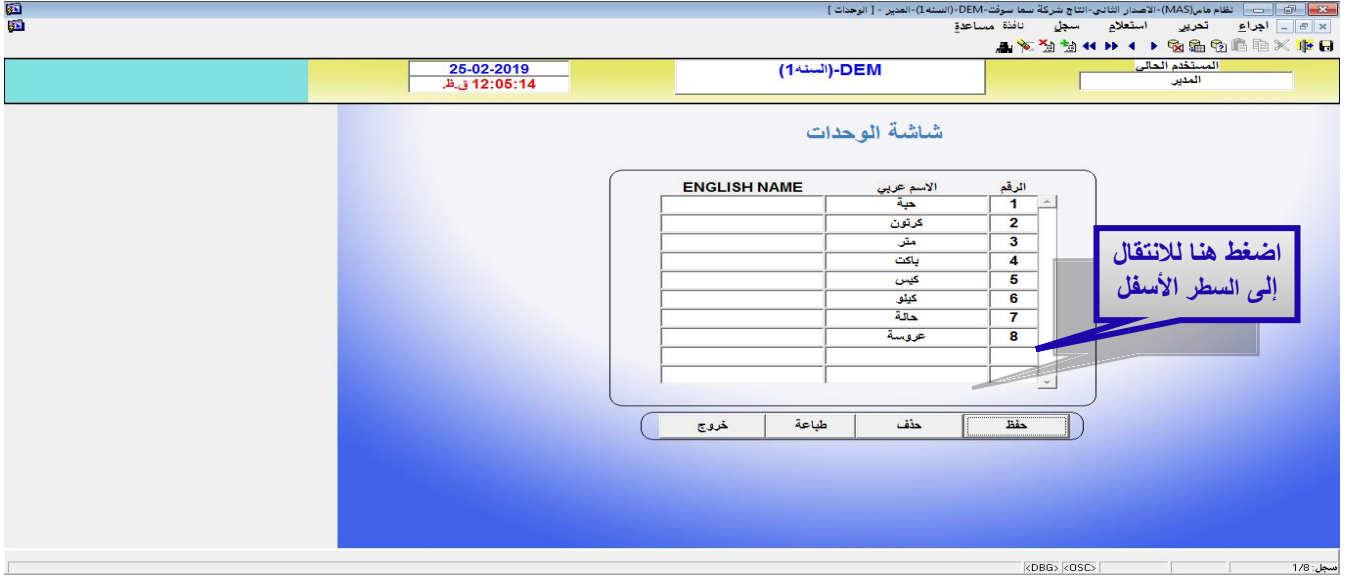 نظام ماس(MAS)-الاصدار الثاني-انتاج شركة سما سوفت-DEM-(السنه1)-المدير - [ الوحدات ]
اجراء تحرير استعلام سجل نافذة مساعدة
المستخدم الحالى
المدير
DEM-(السنه1)
25-02-2019
12:05:14 ق.ظ.
شاشة الوحدات
الرقم الاسم عربي ENGLISH NAME
1 حبة
2 كرتون
3 متر
4 باكت
5 كيس
6 كيلو
7 حالة
8 عروسة
اضغط هنا للانتقال
إلى السطر الأسفل
حفظ حذف طباعة خروج
سجل: 1/8 <OSC> <DBG>